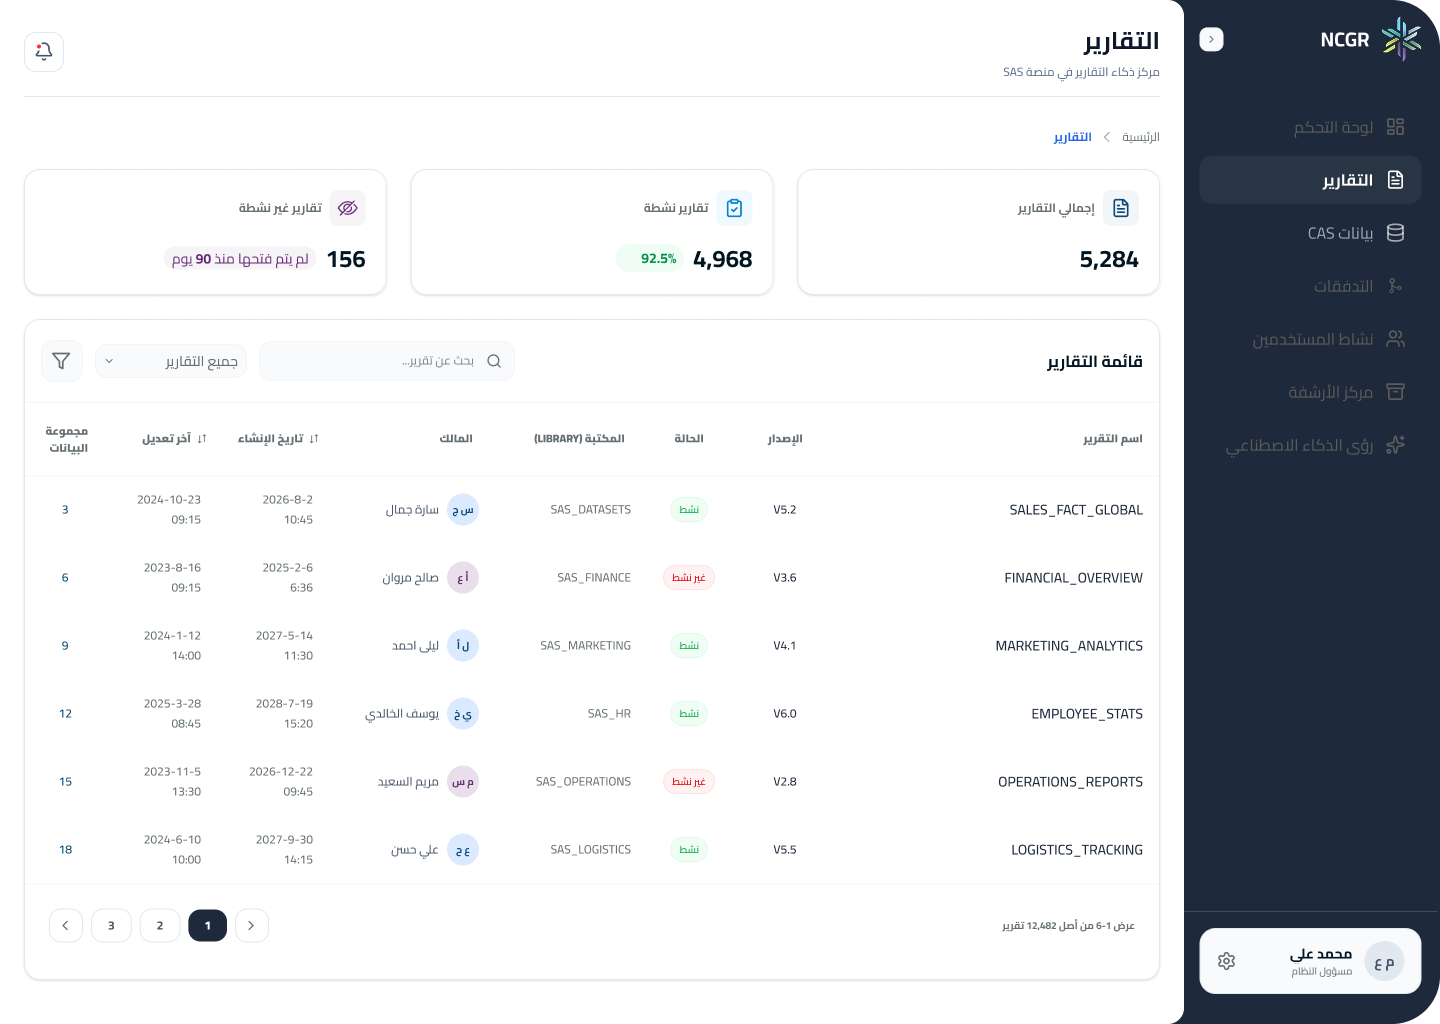 NCGR
لوحة التحكم
التقارير
بيانات CAS
التدفقات
نشاط المستخدمين
مركز الأرشفة
رؤى الذكاء الاصطناعي
م ع
محمد علي
مسؤول النظام
التقارير
مركز ذكاء التقارير في منصة SAS
الرئيسية
التقارير
إجمالي التقارير
5,284
تقارير نشطة
4,968
92.5%
تقارير غير نشطة
156
لم يتم فتحها منذ 90 يوم
قائمة التقارير
بحث عن تقرير...
جميع التقارير
اسم التقرير الإصدار الحالة المكتبة (LIBRARY) المالك تاريخ الإنشاء آخر تعديل مجموعة البيانات
SALES_FACT_GLOBAL V5.2 نشط SAS_DATASETS س ج سارة جمال 2026-8-2 10:45 2024-10-23 09:15 3
FINANCIAL_OVERVIEW V3.6 غير نشط SAS_FINANCE أ ع صالح مروان 2025-2-6 6:36 2023-8-16 09:15 6
MARKETING_ANALYTICS V4.1 نشط SAS_MARKETING ل أ ليلى احمد 2027-5-14 11:30 2024-1-12 14:00 9
EMPLOYEE_STATS V6.0 نشط SAS_HR ي خ يوسف الخالدي 2028-7-19 15:20 2025-3-28 08:45 12
OPERATIONS_REPORTS V2.8 غير نشط SAS_OPERATIONS م س مريم السعيد 2026-12-22 09:45 2023-11-5 13:30 15
LOGISTICS_TRACKING V5.5 نشط SAS_LOGISTICS ع ح علي حسن 2027-9-30 14:15 2024-6-10 10:00 18
عرض 1-6 من أصل 12,482 تقرير
1 2 3